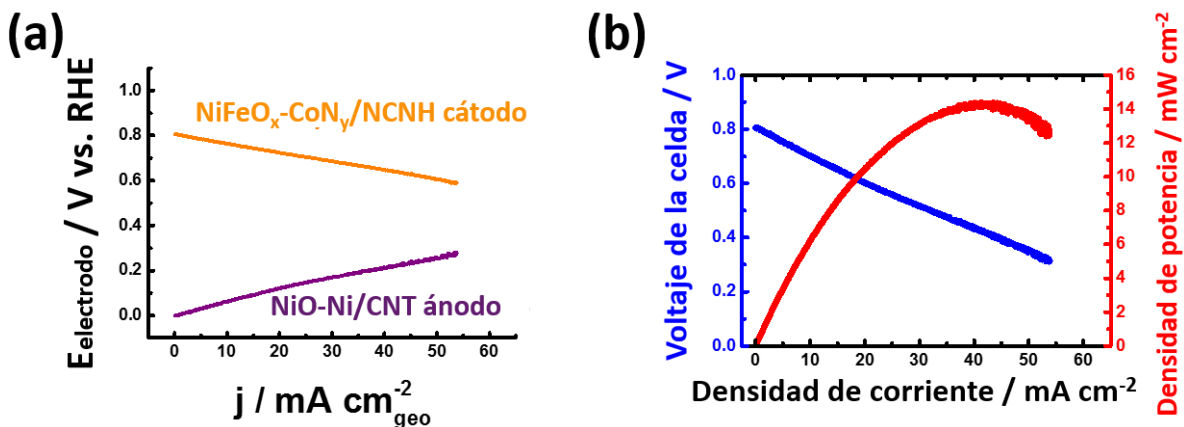 (a)
Eelectrodo / V vs. RHE
1.0
0.8
0.6
0.4
0.2
0.0
NiFeOx-CoNy/NCNH cátodo
NiO-Ni/CNT ánodo
0 10 20 30 40 50 60
j / mA cm-2geo
(b)
Voltaje de la celda / V
1.0
0.8
0.6
0.4
0.2
0.0
16
14
12
10
8
6
4
2
0
Densidad de potencia / mW cm-2
0 10 20 30 40 50 60
Densidad de corriente / mA cm-2